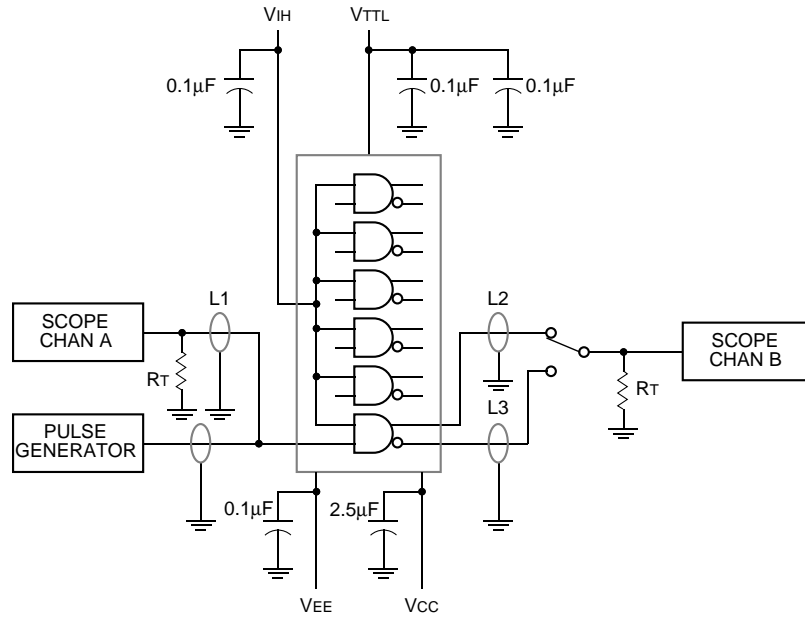 VIH
VTTL
0.1µF
0.1µF
0.1µF
L1
L2
SCOPE
CHAN A
SCOPE
CHAN B
RT
RT
L3
PULSE
GENERATOR
0.1µF
2.5µF
VEE
VCC